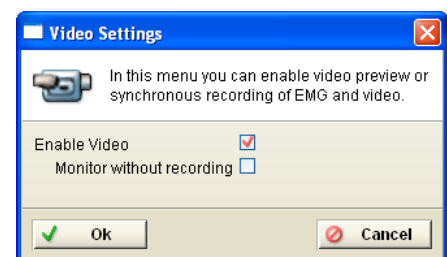 Video Settings
In this menu you can enable video preview or
synchronous recording of EMG and video.
Enable Video
Monitor without recording
Ok
Cancel